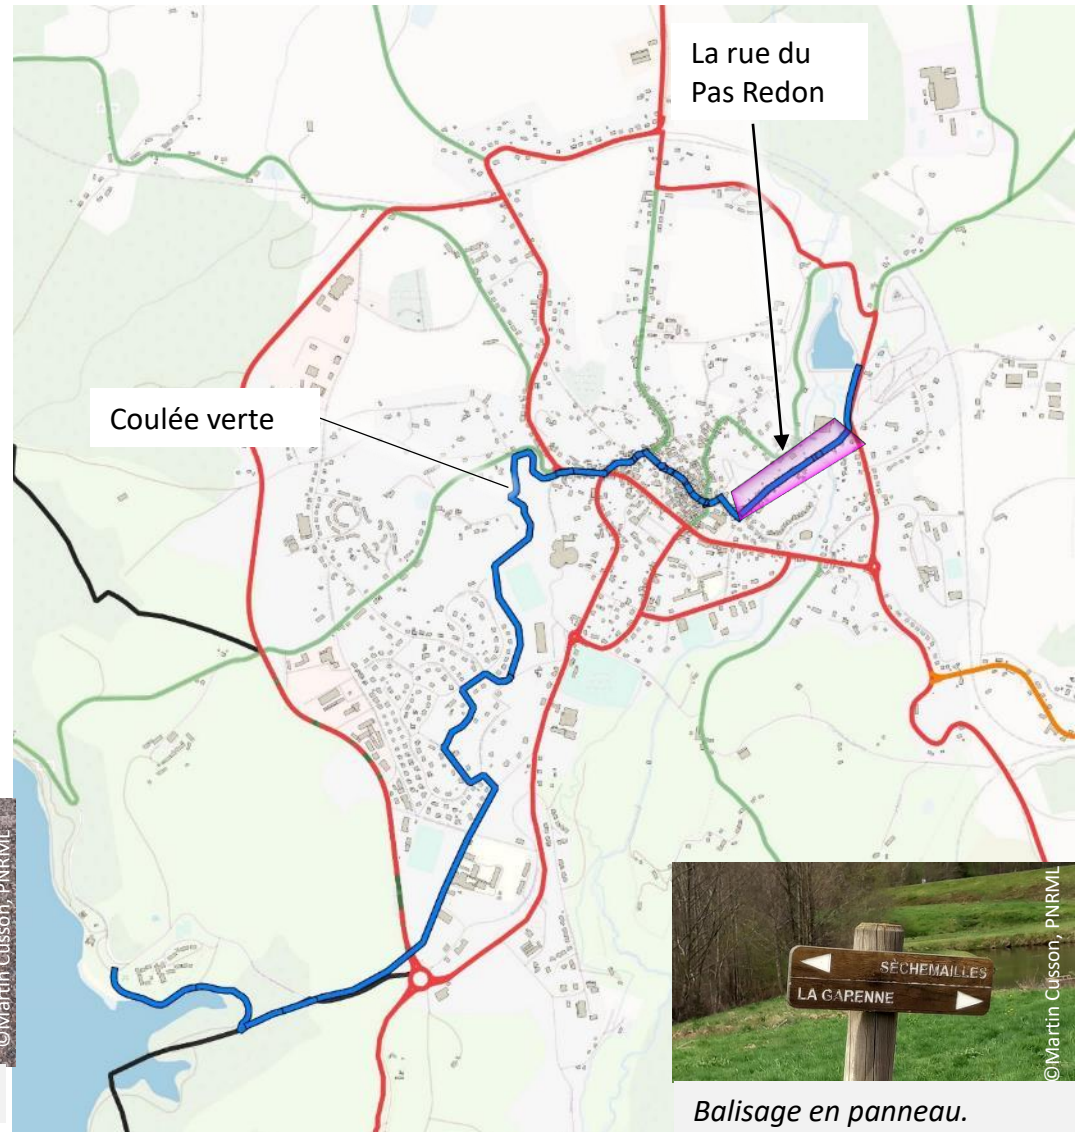 La rue du
Pas Redon
Coulée verte
©Martin Cusson, PNRML
SÈCHEMAILLES
LA GARENNE
©Martin Cusson, PNRML
Balisage en panneau.